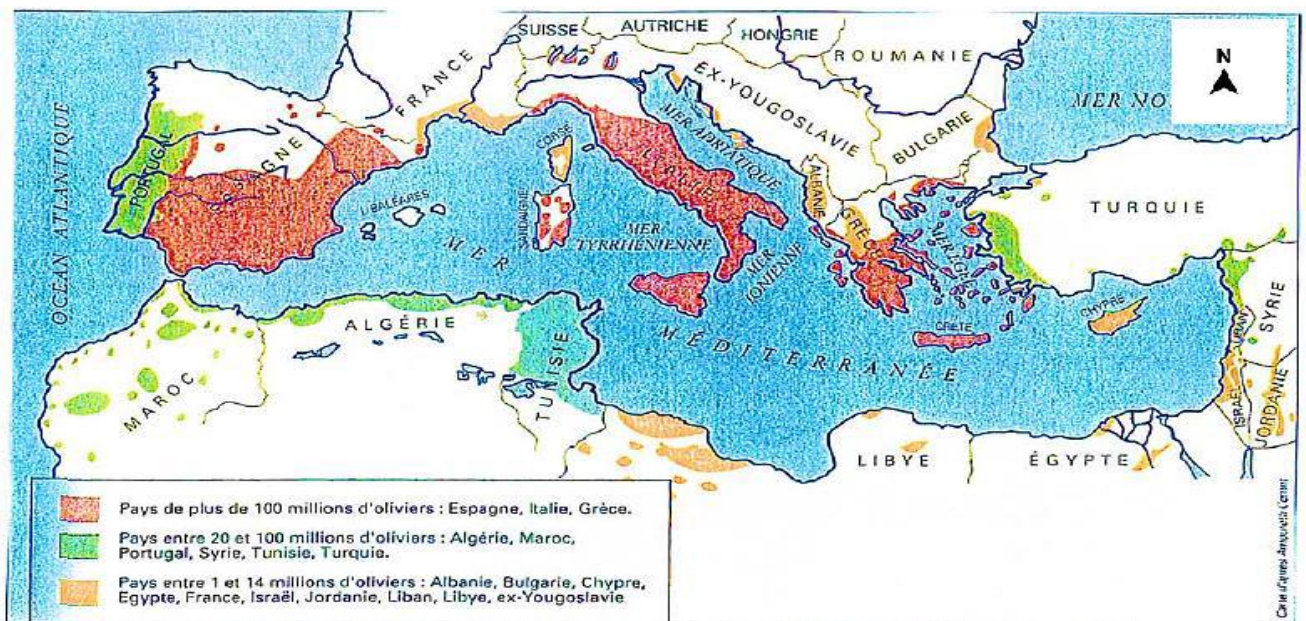 SUISSE
AUTRICHE
HONGRIE
ROUMANIE
N
FRANCE
EX-YOUGOSLAVIE
MER NO
OCÉAN ATLANTIQUE
PORTUGAL
ESPAGNE
CORSE
ITALIE
MER ADRIATIQUE
BULGARIE
ALBANIE
GRÈCE
TURQUIE
BALÉARES
SARDAIGNE
MER
TYRRHÉNIENNE
MER
IONIENNE
MER ÉGÉE
MER
MÉDITERRANÉE
CRÈTE
CHYPRE
SYRIE
LIBAN
ISRAËL
JORDANIE
ALGÉRIE
TUNISIE
MAROC
LIBYE
ÉGYPTE
Pays de plus de 100 millions d'oliviers : Espagne, Italie, Grèce.
Pays entre 20 et 100 millions d'oliviers : Algérie, Maroc,
Portugal, Syrie, Tunisie, Turquie.
Pays entre 1 et 14 millions d'oliviers : Albanie, Bulgarie, Chypre,
Egypte, France, Israël, Jordanie, Liban, Libye, ex-Yougoslavie
Carte d'après